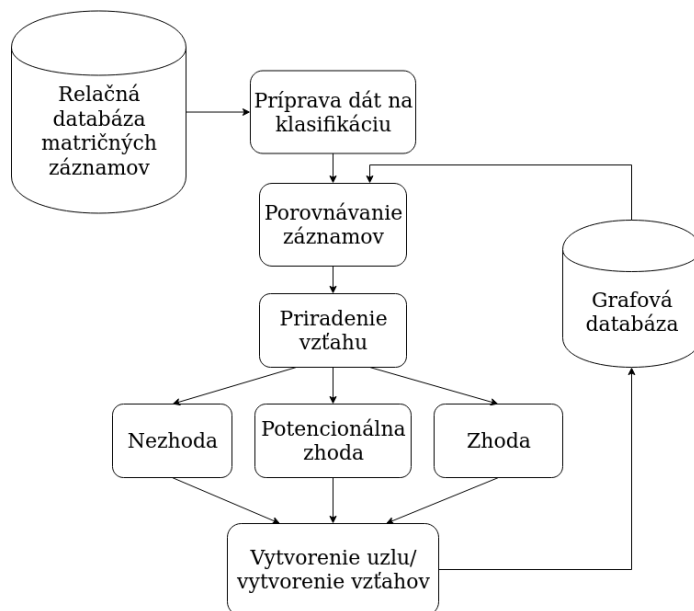 Relačná
databáza
matričných
záznamov
Príprava dát na
klasifikáciu
Porovnávanie
záznamov
Grafová
databáza
Priradenie
vzťahu
Nezhoda
Potencionálna
zhoda
Zhoda
Vytvorenie uzlu/
vytvorenie vzťahov